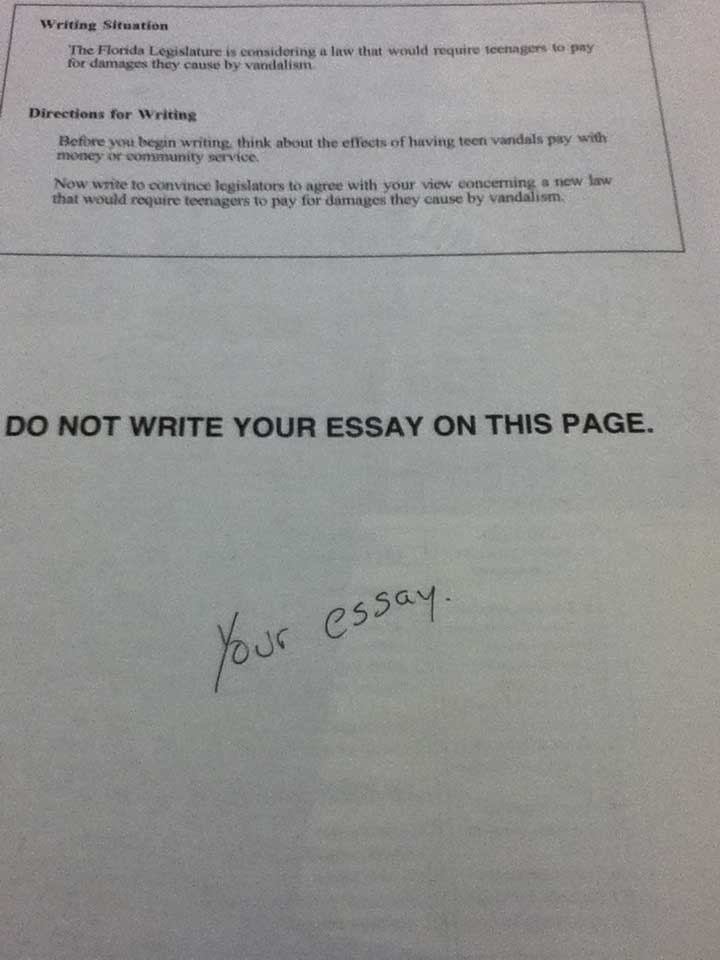 Writing Situation
The Florida Legislature is considering a law that would require teenagers to pay
for damages they cause by vandalism.
Directions for Writing
Before you begin writing, think about the effects of having teen vandals pay with
money or community service.
Now write to convince legislators to agree with your view concerning a new law
that would require teenagers to pay for damages they cause by vandalism.
DO NOT WRITE YOUR ESSAY ON THIS PAGE.
Your essay.